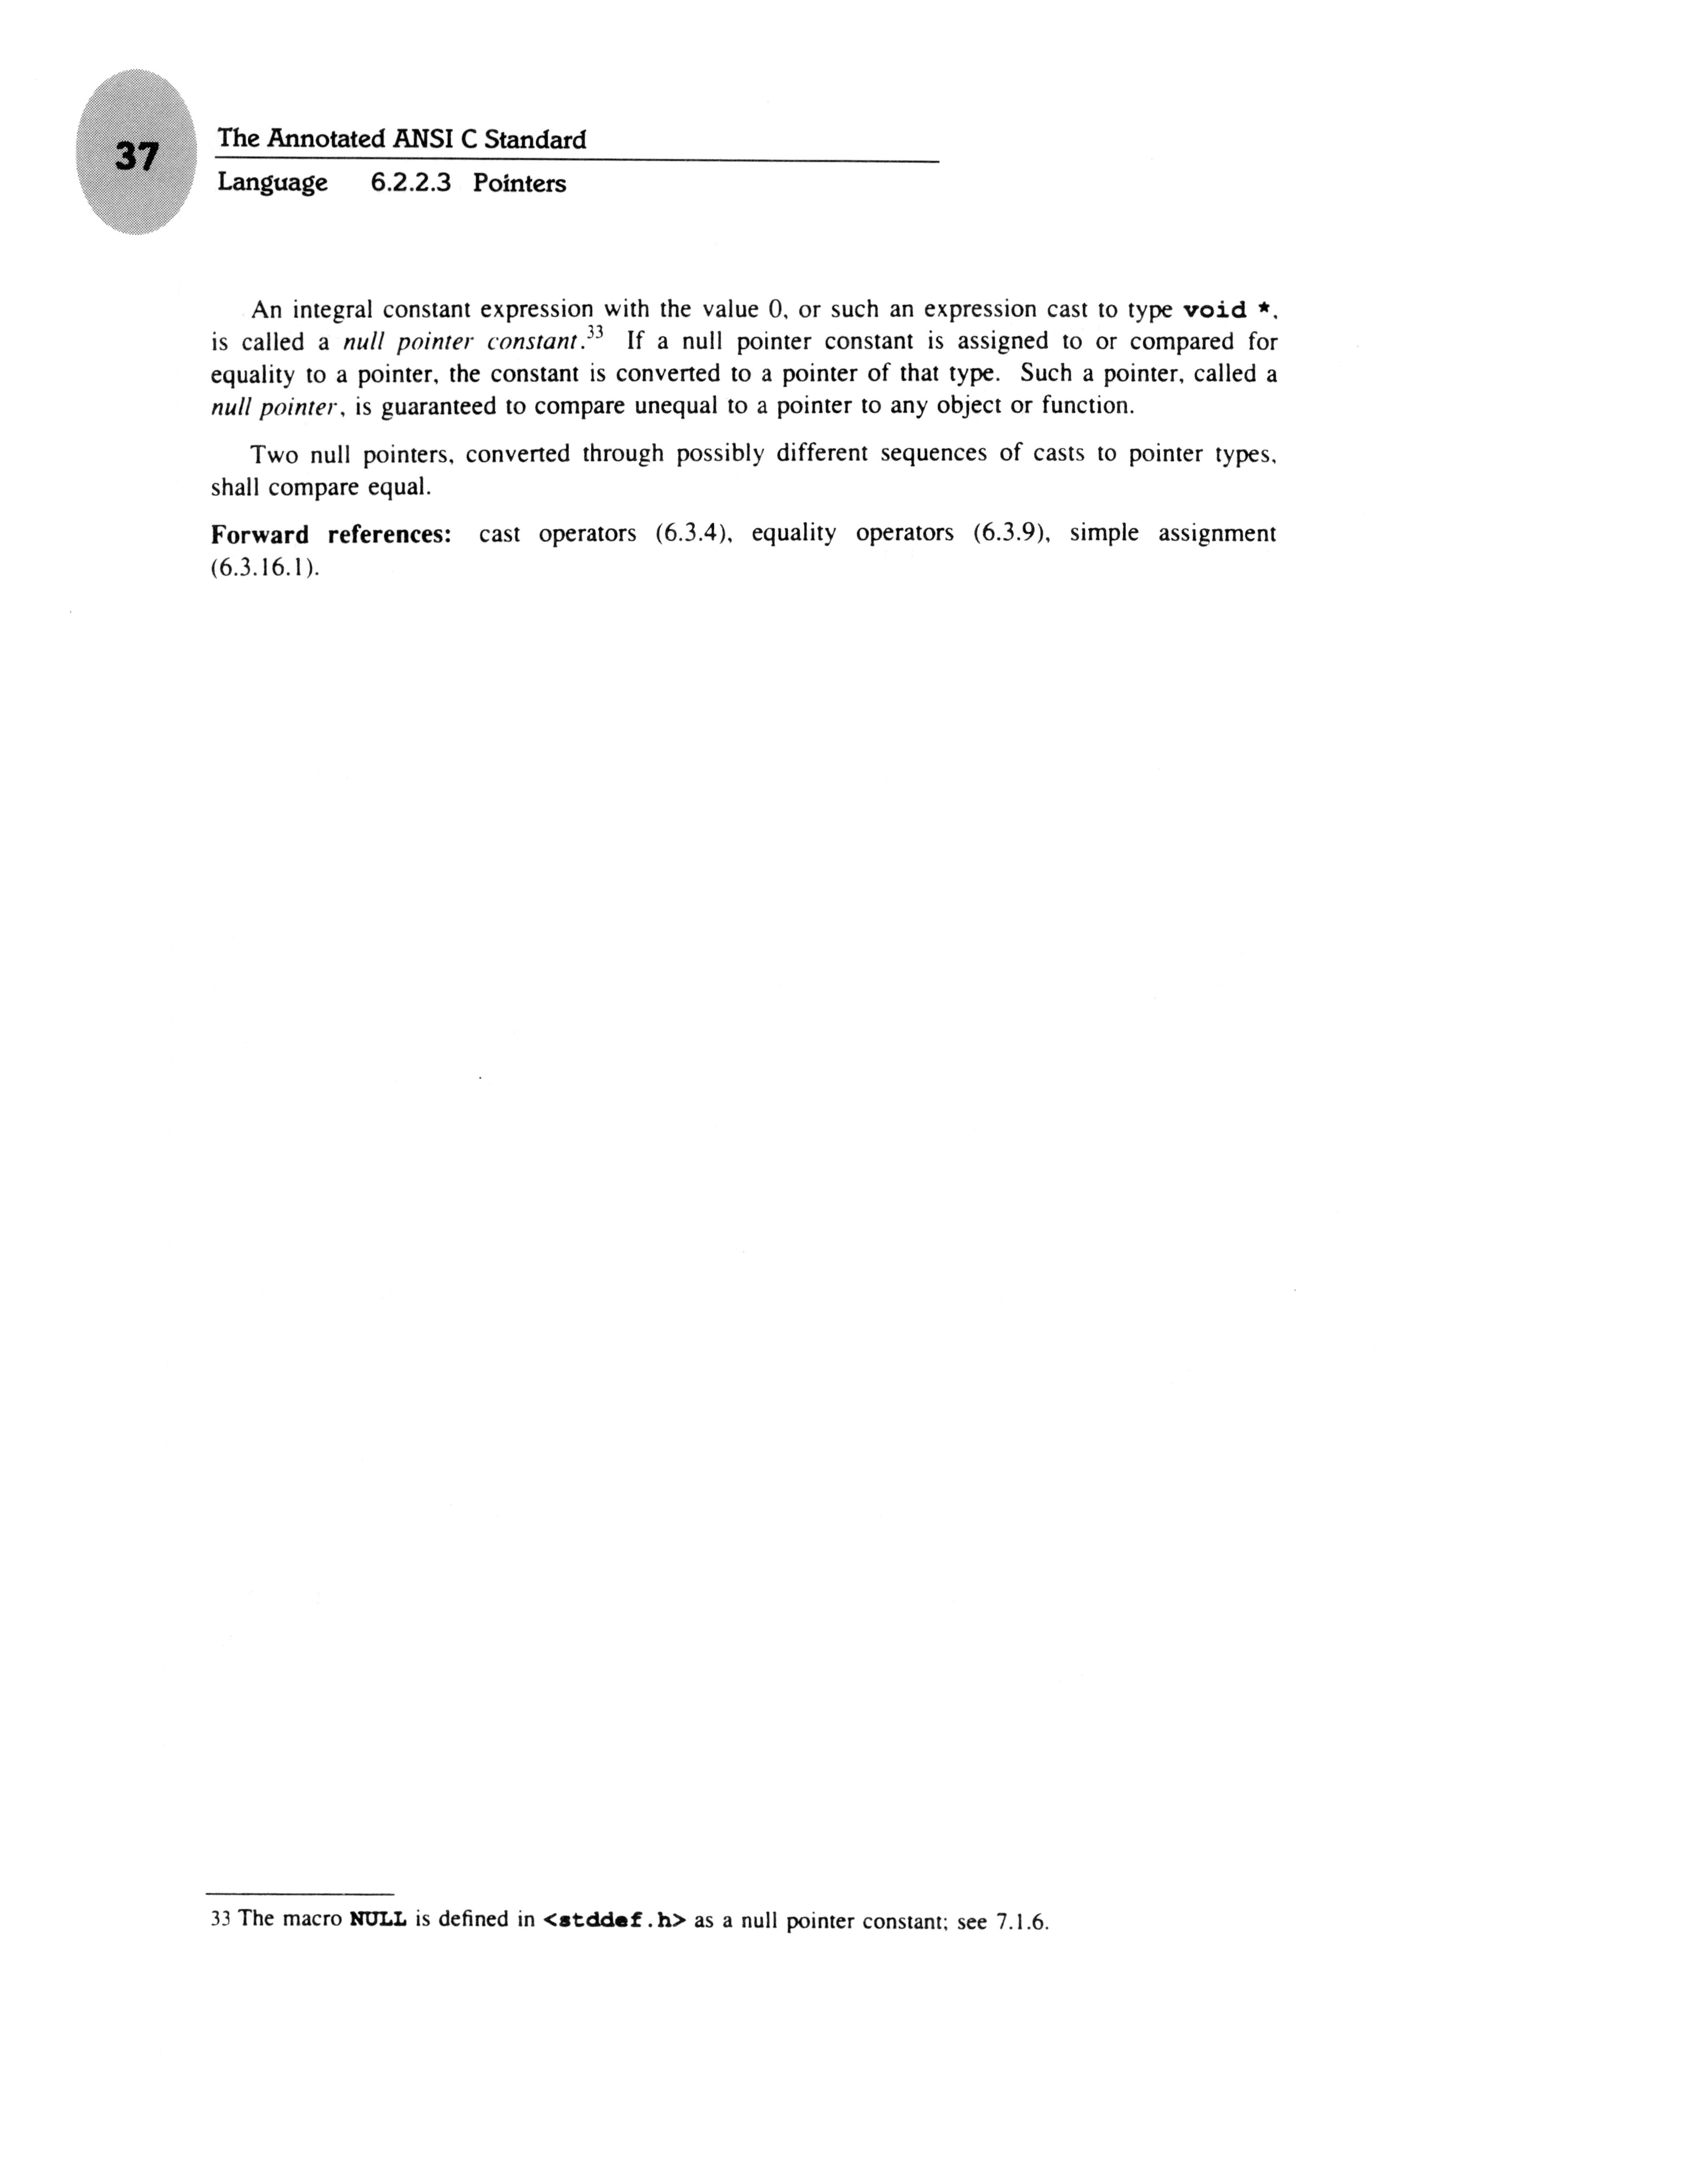 37
The Annotated ANSI C Standard
Language 6.2.2.3 Pointers
An integral constant expression with the value 0, or such an expression cast to type void *,
is called a null pointer constant.33 If a null pointer constant is assigned to or compared for
equality to a pointer, the constant is converted to a pointer of that type. Such a pointer, called a
null pointer, is guaranteed to compare unequal to a pointer to any object or function.
Two null pointers, converted through possibly different sequences of casts to pointer types,
shall compare equal.
Forward references: cast operators (6.3.4), equality operators (6.3.9), simple assignment
(6.3.16.1).
33 The macro NULL is defined in <stddef.h> as a null pointer constant; see 7.1.6.